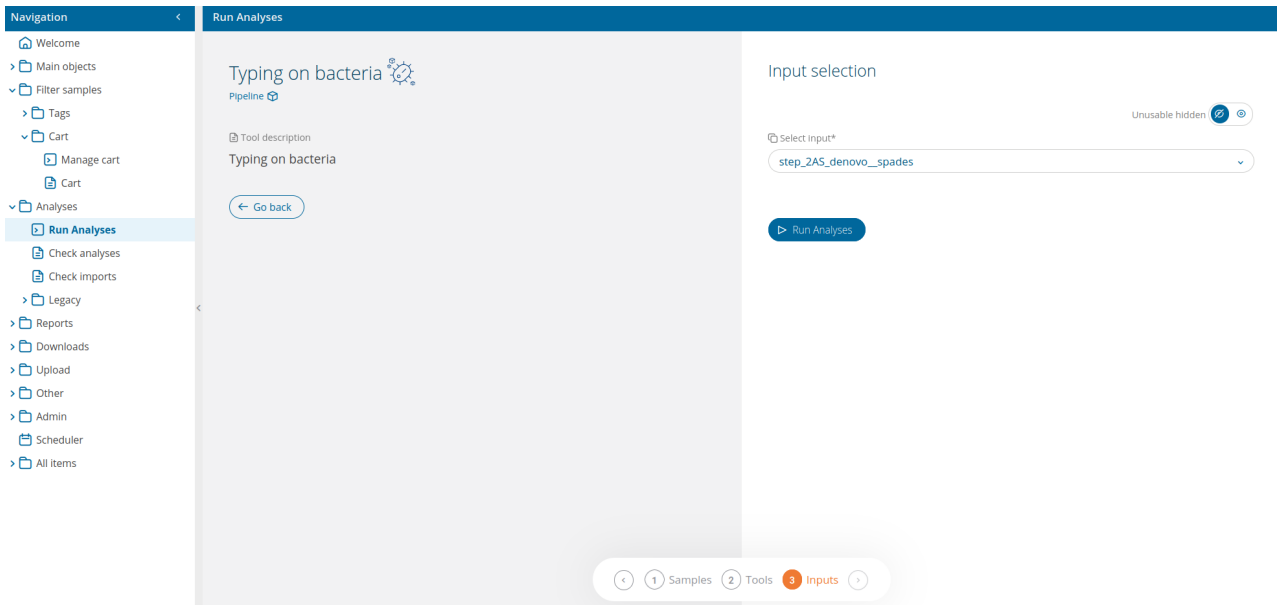 Navigation
Welcome
Main objects
Filter samples
Tags
Cart
Manage cart
Cart
Analyses
Run Analyses
Check analyses
Check imports
Legacy
Reports
Downloads
Upload
Other
Admin
Scheduler
All items
Run Analyses
Typing on bacteria
Pipeline
Tool description
Typing on bacteria
Go back
Input selection
Unusable hidden
Select input*
step_2AS_denovo__spades
Run Analyses
1 Samples 2 Tools 3 Inputs